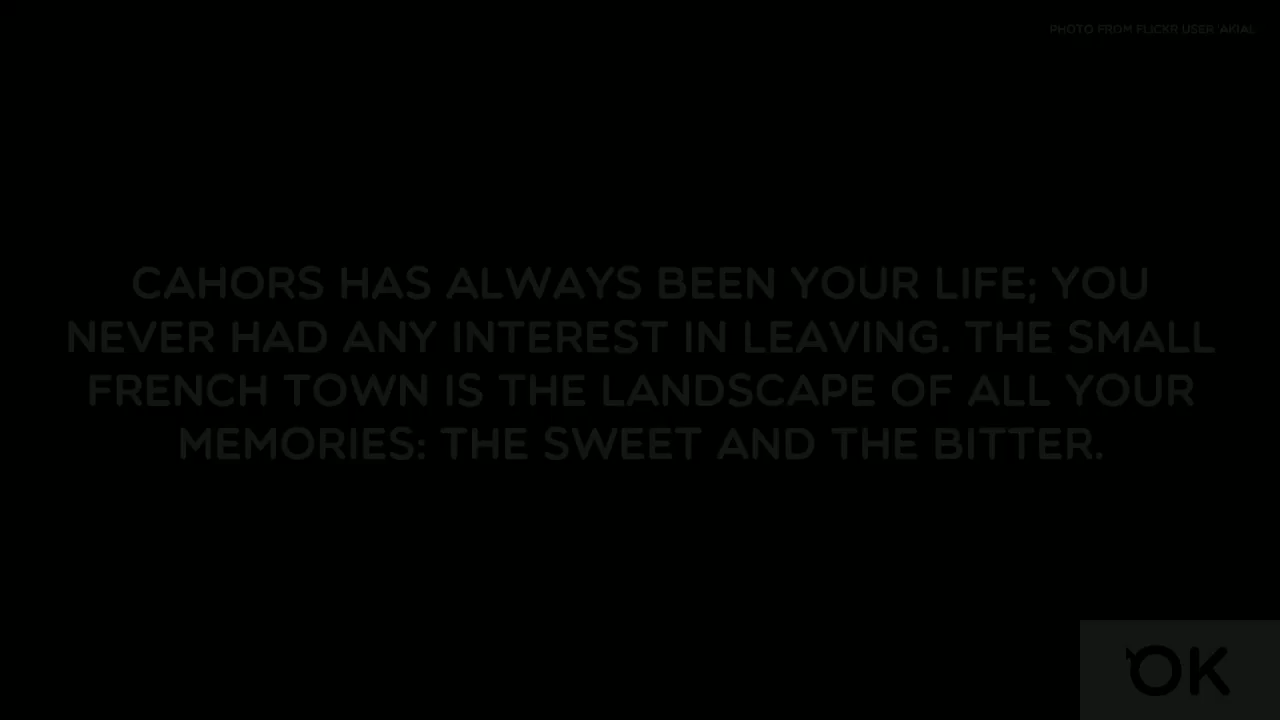 PHOTO FROM FLICKR USER 'AKIAL
CAHORS HAS ALWAYS BEEN YOUR LIFE; YOU
NEVER HAD ANY INTEREST IN LEAVING. THE SMALL
FRENCH TOWN IS THE LANDSCAPE OF ALL YOUR
MEMORIES: THE SWEET AND THE BITTER.
OK